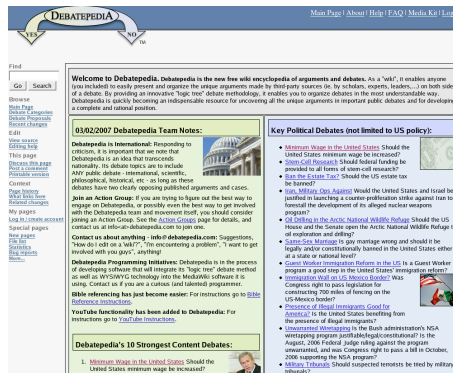 DEBATEPEDIA
YES
NO
TM
Main Page | About | Help | FAQ | Media Kit | Log
Find
Go Search
Browse
Main Page
Debate Categories
Debate Proposals
Recent changes
Edit
View source
Editing help
This page
Discuss this page
Post a comment
Printable version
Context
Page history
What links here
Related changes
My pages
Log in / create account
Special pages
New pages
File list
Statistics
Bug reports
More...
Welcome to Debatepedia. Debatepedia is the new free wiki encyclopedia of arguments and debates. As a "wiki", it enables anyone
(you included) to easily present and organize the unique arguments made by third-party sources (ie. by scholars, experts, leaders,...) on both side
of a debate. By providing an innovative "logic tree" debate methodology, it enables you to organize debates in the most understandable way.
Debatepedia is quickly becoming an indispensable resource for uncovering all the unique arguments in important public debates and for developing
a complete and rational position.
03/02/2007 Debatepedia Team Notes:
Debatepedia is International: Responding to
criticism, it is important that we note that
Debatepedia is an idea that transcends
nationality. Its debate topics are to include
ANY public debate - international, scientific,
philosophical, historical, etc - as long as these
debates have two clearly opposed published arguments and cases.
Join an Action Group: If you are trying to figure out the best way to
engage on Debatepedia, or possibly even the best way to get involved
with the Debatepedia team and movement itself, you should consider
joining an Action Group. See the Action Groups page for details, and
contact us at info-at-debatepedia.com to join one.
Contact us about anything - info @ debatepedia.com: Suggestions,
"How do I edit on a 'wiki'?", "I'm encountering a problem", "I want to get
involved with you guys", anything!
Debatepedia Programming Initiatives: Debatepedia is in the process
of developing software that will integrate its "logic tree" debate methodology
as well as WYSIWYG technology into the MediaWiki software it is
using. Contact us if you are a curious (and talented) programmer.
Bible referencing has just become easier: For instructions go to Bible
Reference Instructions.
YouTube functionality has been added to Debatepedia: For
instructions go to YouTube Instructions.
Debatepedia's 10 Strongest Content Debates:
1. Minimum Wage in the United States Should the
United States minimum wage be increased?
Key Political Debates (not limited to US policy):
Minimum Wage in the United States Should the
United States minimum wage be increased?
Stem-Cell Research Should federal funding be
provided to all forms of stem-cell research?
Ban the Estate Tax? Should the US estate tax
be banned?
Iran, Military Ops Against Would the United States and Israel be
justified in launching a counter-proliferation strike against Iran to
forestall the development of its alleged nuclear weapons
program?
Oil Drilling in the Arctic National Wildlife Refuge Should the US
House and the Senate open the Arctic National Wildlife Refuge t
oil exploration and drilling?
Same-Sex Marriage Is gay marriage wrong and should it be
legally and/or constitutionally banned in the United States either
at a state or national level?
Guest Worker Immigration Reform in the US Is a Guest Worker
program a good step in the United States' immigration reform?
Immigration Wall on US Mexico Border? Was
Congress right to pass legislation for
constructing 700 miles of fencing on the
US-Mexico border?
Presence of Illegal Immigrants Good for
America? Is the United States benefiting from
the presence of illegal immigrants?
Unwarranted Wiretapping Is the Bush administration's NSA
wiretapping program justifiable/legal/constitutional? Is the
August, 2006 Federal Judge ruling against the program
unwarranted, and was Congress right to pass a bill in October,
2006 supporting the NSA program?
Military Tribunals Should suspected terrorists be tried by military
tribunals?